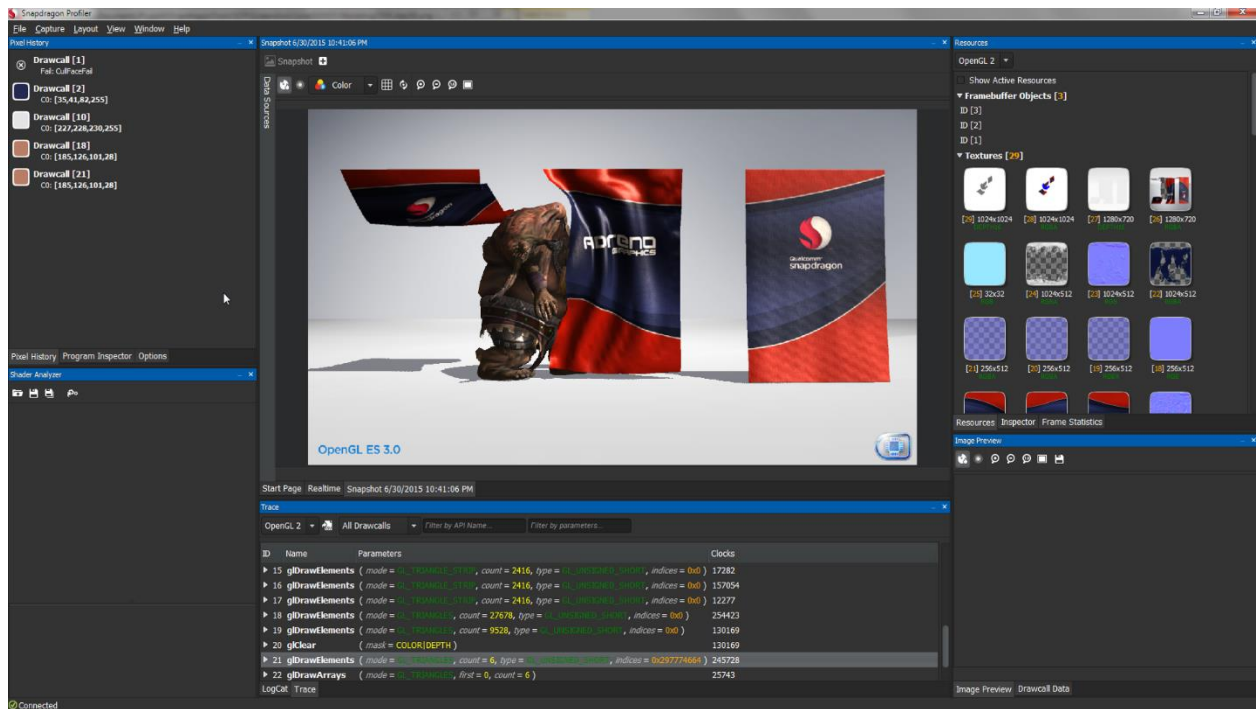 Snapdragon Profiler
File Capture Layout View Window Help
Pixel History
Drawcall [1]
Fail: CullFaceFail
Drawcall [2]
C0: [35,41,82,255]
Drawcall [10]
C0: [227,228,230,255]
Drawcall [18]
C0: [185,126,101,28]
Drawcall [21]
C0: [185,126,101,28]
Pixel History Program Inspector Options
Shader Analyzer
Snapshot 6/30/2015 10:41:06 PM
Snapshot
Data Sources
Color
snapdragon
ADRENO
GRAPHICS
Qualcomm
snapdragon
OpenGL ES 3.0
Start Page Realtime Snapshot 6/30/2015 10:41:06 PM
Trace
OpenGL 2 All Drawcalls Filter by API Name... Filter by parameters...
ID Name Parameters Clocks
15 glDrawElements ( mode = GL_TRIANGLE_STRIP, count = 2416, type = GL_UNSIGNED_SHORT, indices = 0x0 ) 17282
16 glDrawElements ( mode = GL_TRIANGLE_STRIP, count = 2416, type = GL_UNSIGNED_SHORT, indices = 0x0 ) 157054
17 glDrawElements ( mode = GL_TRIANGLE_STRIP, count = 2416, type = GL_UNSIGNED_SHORT, indices = 0x0 ) 12277
18 glDrawElements ( mode = GL_TRIANGLES, count = 27678, type = GL_UNSIGNED_SHORT, indices = 0x0 ) 254423
19 glDrawElements ( mode = GL_TRIANGLES, count = 9528, type = GL_UNSIGNED_SHORT, indices = 0x0 ) 130169
20 glClear ( mask = COLOR|DEPTH ) 130169
21 glDrawElements ( mode = GL_TRIANGLES, count = 6, type = GL_UNSIGNED_SHORT, indices = 0x297774664 ) 245728
22 glDrawArrays ( mode = GL_TRIANGLES, first = 0, count = 6 ) 25743
LogCat Trace
Resources
OpenGL 2
Show Active Resources
Framebuffer Objects [3]
ID [3]
ID [2]
ID [1]
Textures [29]
[29] 1024x1024 [28] 1024x1024 [27] 1280x720 [26] 1280x720
[25] 32x32 [24] 1024x512 [23] 1024x512 [22] 1024x512
[21] 256x512 [20] 256x512 [19] 256x512 [18] 256x512
Resources Inspector Frame Statistics
Image Preview
Image Preview Drawcall Data
Connected